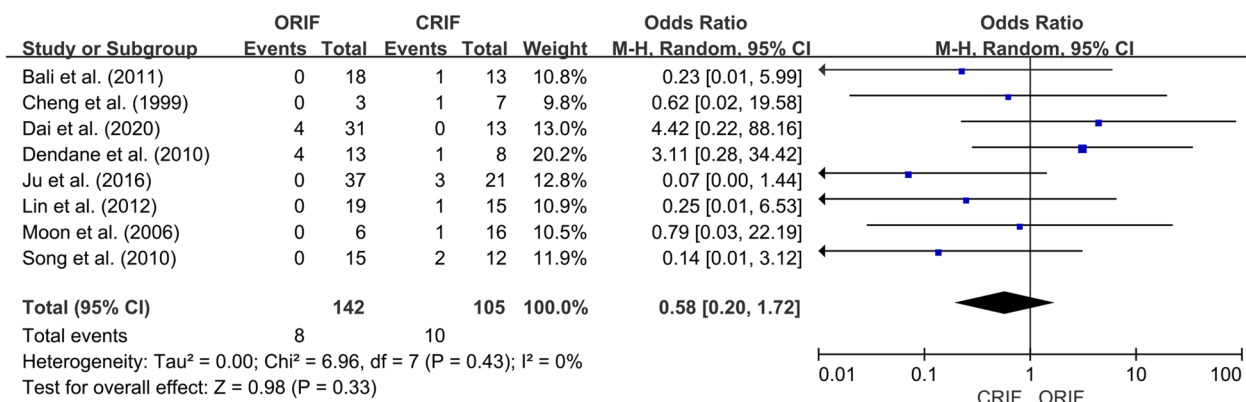 ORIF CRIF Odds Ratio Odds Ratio
Study or Subgroup Events Total Events Total Weight M-H, Random, 95% CI M-H, Random, 95% CI
Bali et al. (2011) 0 18 1 13 10.8% 0.23 [0.01, 5.99]
Cheng et al. (1999) 0 3 1 7 9.8% 0.62 [0.02, 19.58]
Dai et al. (2020) 4 31 0 13 13.0% 4.42 [0.22, 88.16]
Dendane et al. (2010) 4 13 1 8 20.2% 3.11 [0.28, 34.42]
Ju et al. (2016) 0 37 3 21 12.8% 0.07 [0.00, 1.44]
Lin et al. (2012) 0 19 1 15 10.9% 0.25 [0.01, 6.53]
Moon et al. (2006) 0 6 1 16 10.5% 0.79 [0.03, 22.19]
Song et al. (2010) 0 15 2 12 11.9% 0.14 [0.01, 3.12]
Total (95% CI) 142 105 100.0% 0.58 [0.20, 1.72]
Total events 8 10
Heterogeneity: Tau² = 0.00; Chi² = 6.96, df = 7 (P = 0.43); I² = 0%
Test for overall effect: Z = 0.98 (P = 0.33)
0.01 0.1 1 10 100
CRIF ORIF